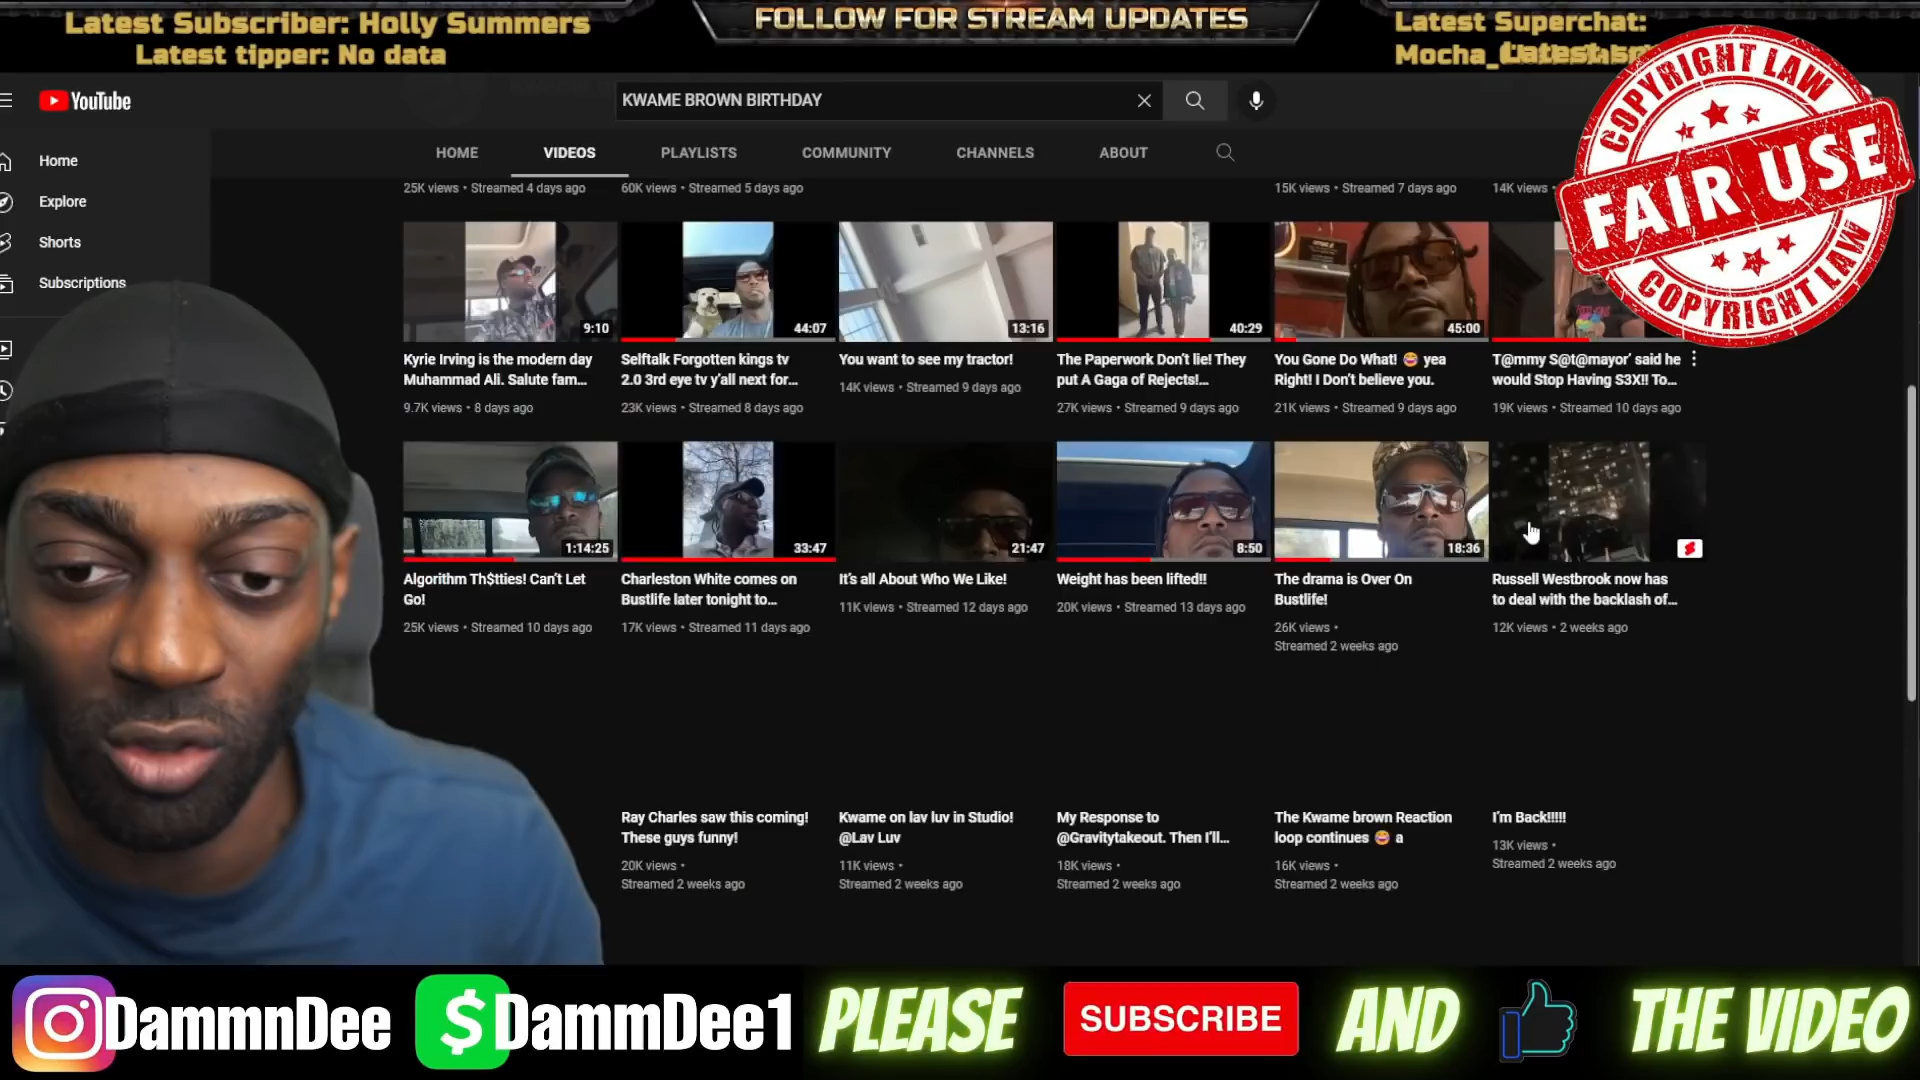 Latest Subscriber: Holly Summers
Latest tipper: No data
FOLLOW FOR STREAM UPDATES
Latest Superchat:
COPYRIGHT LAW
FAIR USE
COPYRIGHT LAW
YouTube
KWAME BROWN BIRTHDAY
HOME
VIDEOS
PLAYLISTS
COMMUNITY
CHANNELS
ABOUT
Home
Explore
Shorts
Subscriptions
25K views • Streamed 4 days ago
60K views • Streamed 5 days ago
15K views • Streamed 7 days ago
14K views •
9:10
44:07
13:16
40:29
45:00
Kyrie Irving is the modern day
Muhammad Ali. Salute fam...
9.7K views • 8 days ago
Selftalk Forgotten kings tv
2.0 3rd eye tv y'all next for...
23K views • Streamed 8 days ago
You want to see my tractor!
14K views • Streamed 9 days ago
The Paperwork Don't lie! They
put A Gaga of Rejects!...
27K views • Streamed 9 days ago
You Gone Do What! 😂 yea
Right! I Don't believe you.
21K views • Streamed 9 days ago
T@mmy S@t@mayor' said he
would Stop Having S3X!! To...
19K views • Streamed 10 days ago
1:14:25
33:47
21:47
8:50
18:36
Algorithm Th$tties! Can't Let
Go!
25K views • Streamed 10 days ago
Charleston White comes on
Bustlife later tonight to...
17K views • Streamed 11 days ago
It's all About Who We Like!
11K views • Streamed 12 days ago
Weight has been lifted!!
20K views • Streamed 13 days ago
The drama is Over On
Bustlife!
26K views •
Streamed 2 weeks ago
Russell Westbrook now has
to deal with the backlash of...
12K views • 2 weeks ago
Ray Charles saw this coming!
These guys funny!
20K views •
Streamed 2 weeks ago
Kwame on lav luv in Studio!
@Lav Luv
11K views •
Streamed 2 weeks ago
My Response to
@Gravitytakeout. Then I'll...
18K views •
Streamed 2 weeks ago
The Kwame brown Reaction
loop continues 😂 a
16K views •
Streamed 2 weeks ago
I'm Back!!!!!
13K views •
Streamed 2 weeks ago
DammnDee
$DammDee1
PLEASE
SUBSCRIBE
AND
THE VIDEO